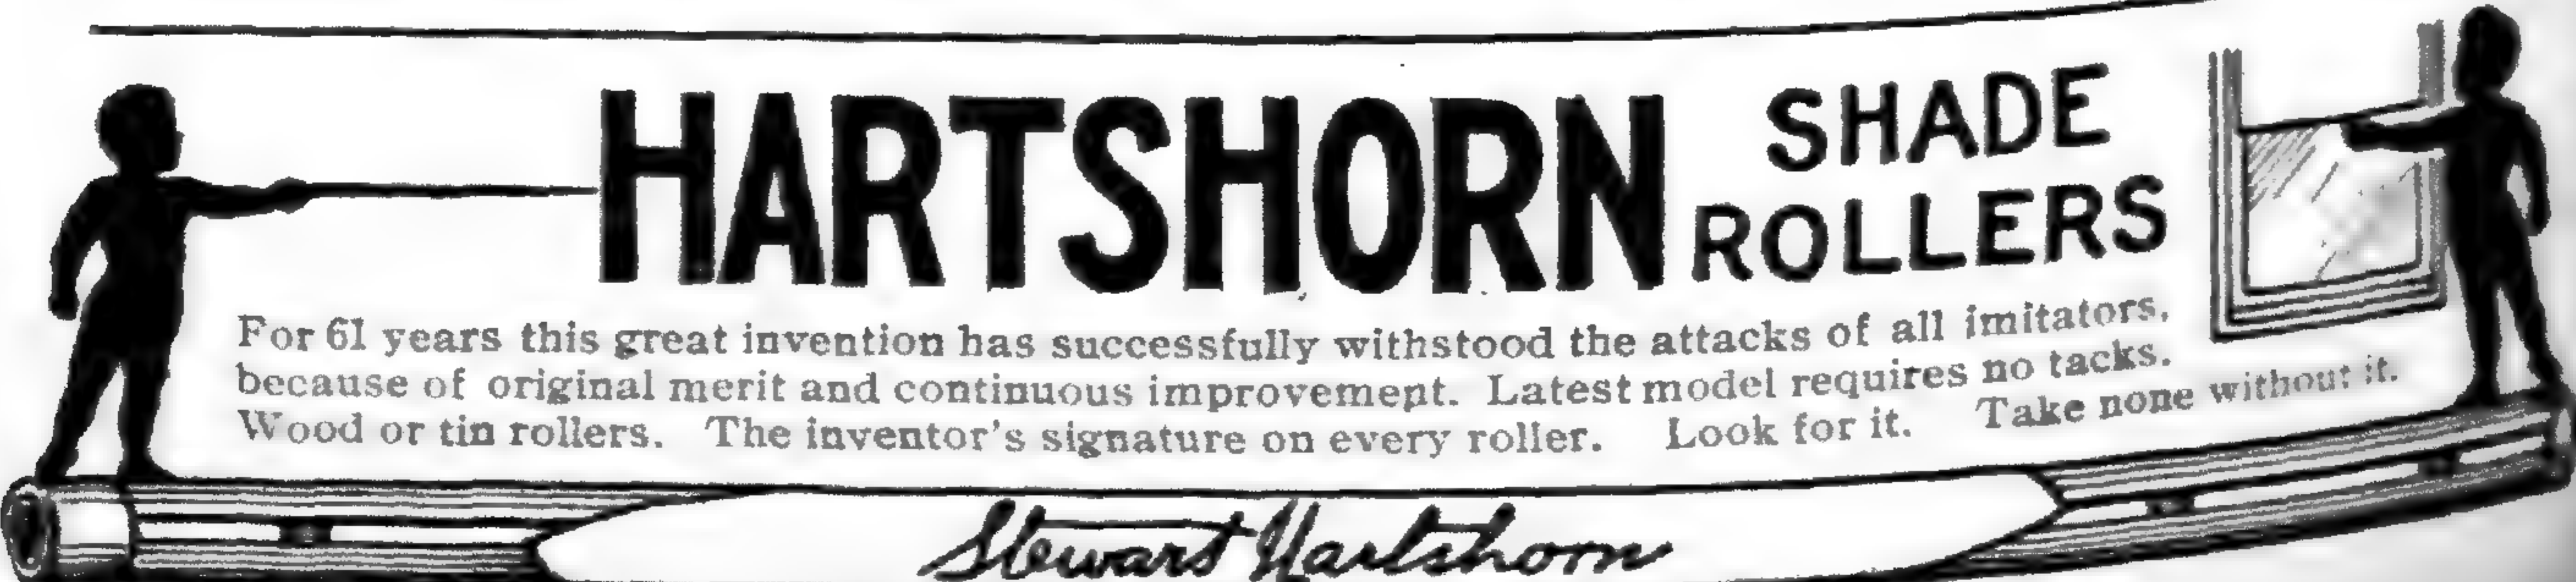 HARTSHORN SHADE ROLLERS
For 61 years this great invention has successfully withstood the attacks of all imitators,
because of original merit and continuous improvement. Latest model requires no tacks.
Wood or tin rollers. The inventor's signature on every roller. Look for it. Take none without it.
Stewart Hartshorn